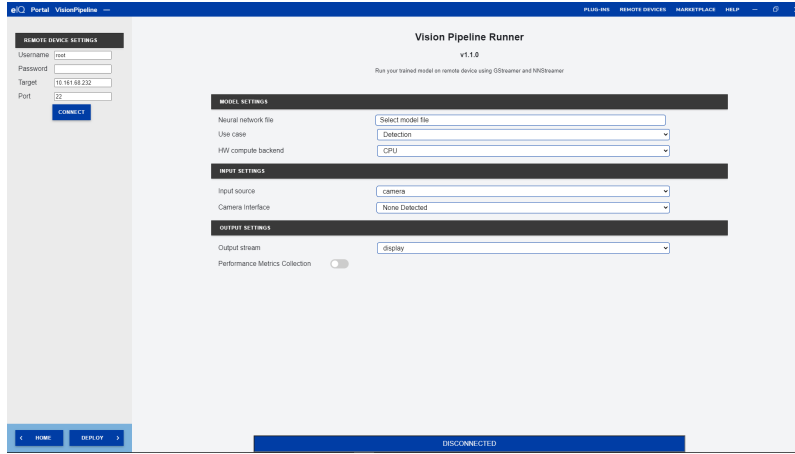 eIQ Portal VisionPipeline — PLUG-INS REMOTE DEVICES MARKETPLACE HELP
REMOTE DEVICE SETTINGS
Username root
Password
Target 10.161.68.232
Port 22
CONNECT
Vision Pipeline Runner
v1.1.0
Run your trained model on remote device using GStreamer and NNStreamer
MODEL SETTINGS
Neural network file Select model file
Use case Detection
HW compute backend CPU
INPUT SETTINGS
Input source camera
Camera Interface None Detected
OUTPUT SETTINGS
Output stream display
Performance Metrics Collection
< HOME DEPLOY >
DISCONNECTED